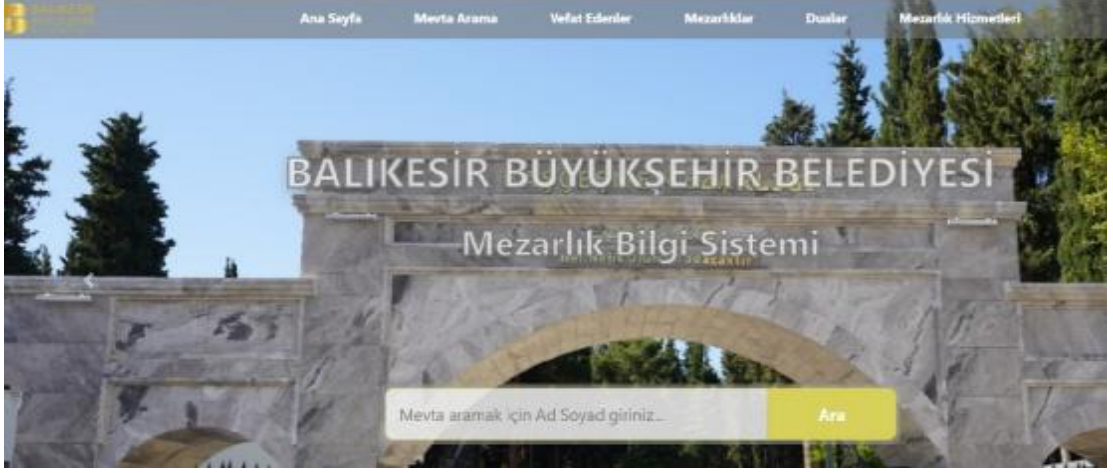 BALIKESİR
Ana Sayfa Mevta Arama Vefat Edenler Mezarlıklar Dualar Mezarlık Hizmetleri
BALIKESİR BÜYÜKŞEHİR BELEDİYESİ
Mezarlık Bilgi Sistemi
Mevta aramak için Ad Soyad giriniz...
Ara